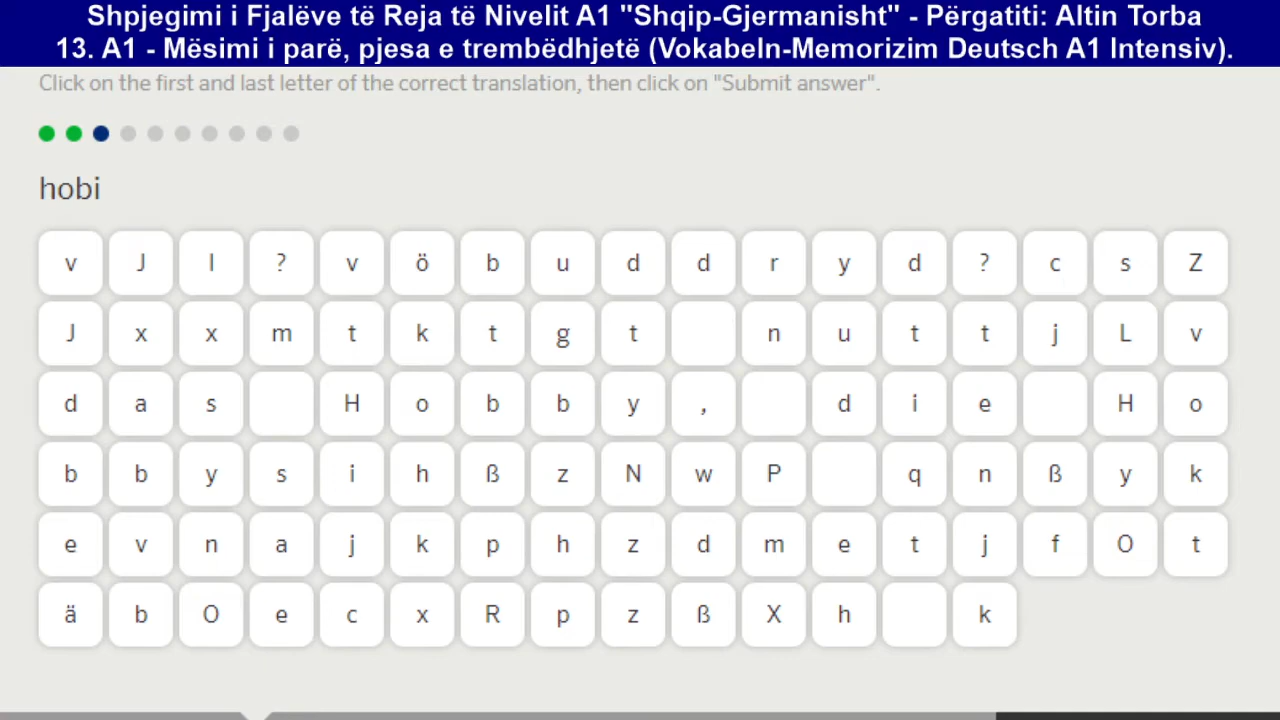 Shpjegimi i Fjalëve të Reja të Nivelit A1 "Shqip-Gjermanisht" - Përgatiti: Altin Torba
13. A1 - Mësimi i parë, pjesa e trembëdhjetë (Vokabeln-Memorizim Deutsch A1 Intensiv).
Click on the first and last letter of the correct translation, then click on "Submit answer".
hobi
v J l ? v ö b u d d r y d ? c s Z
J x x m t k t g t n u t t j L v
d a s H o b b y , d i e H o
b b y s i h ß z N w P q n ß y k
e v n a j k p h z d m e t j f O t
ä b O e c x R p z ß X h k